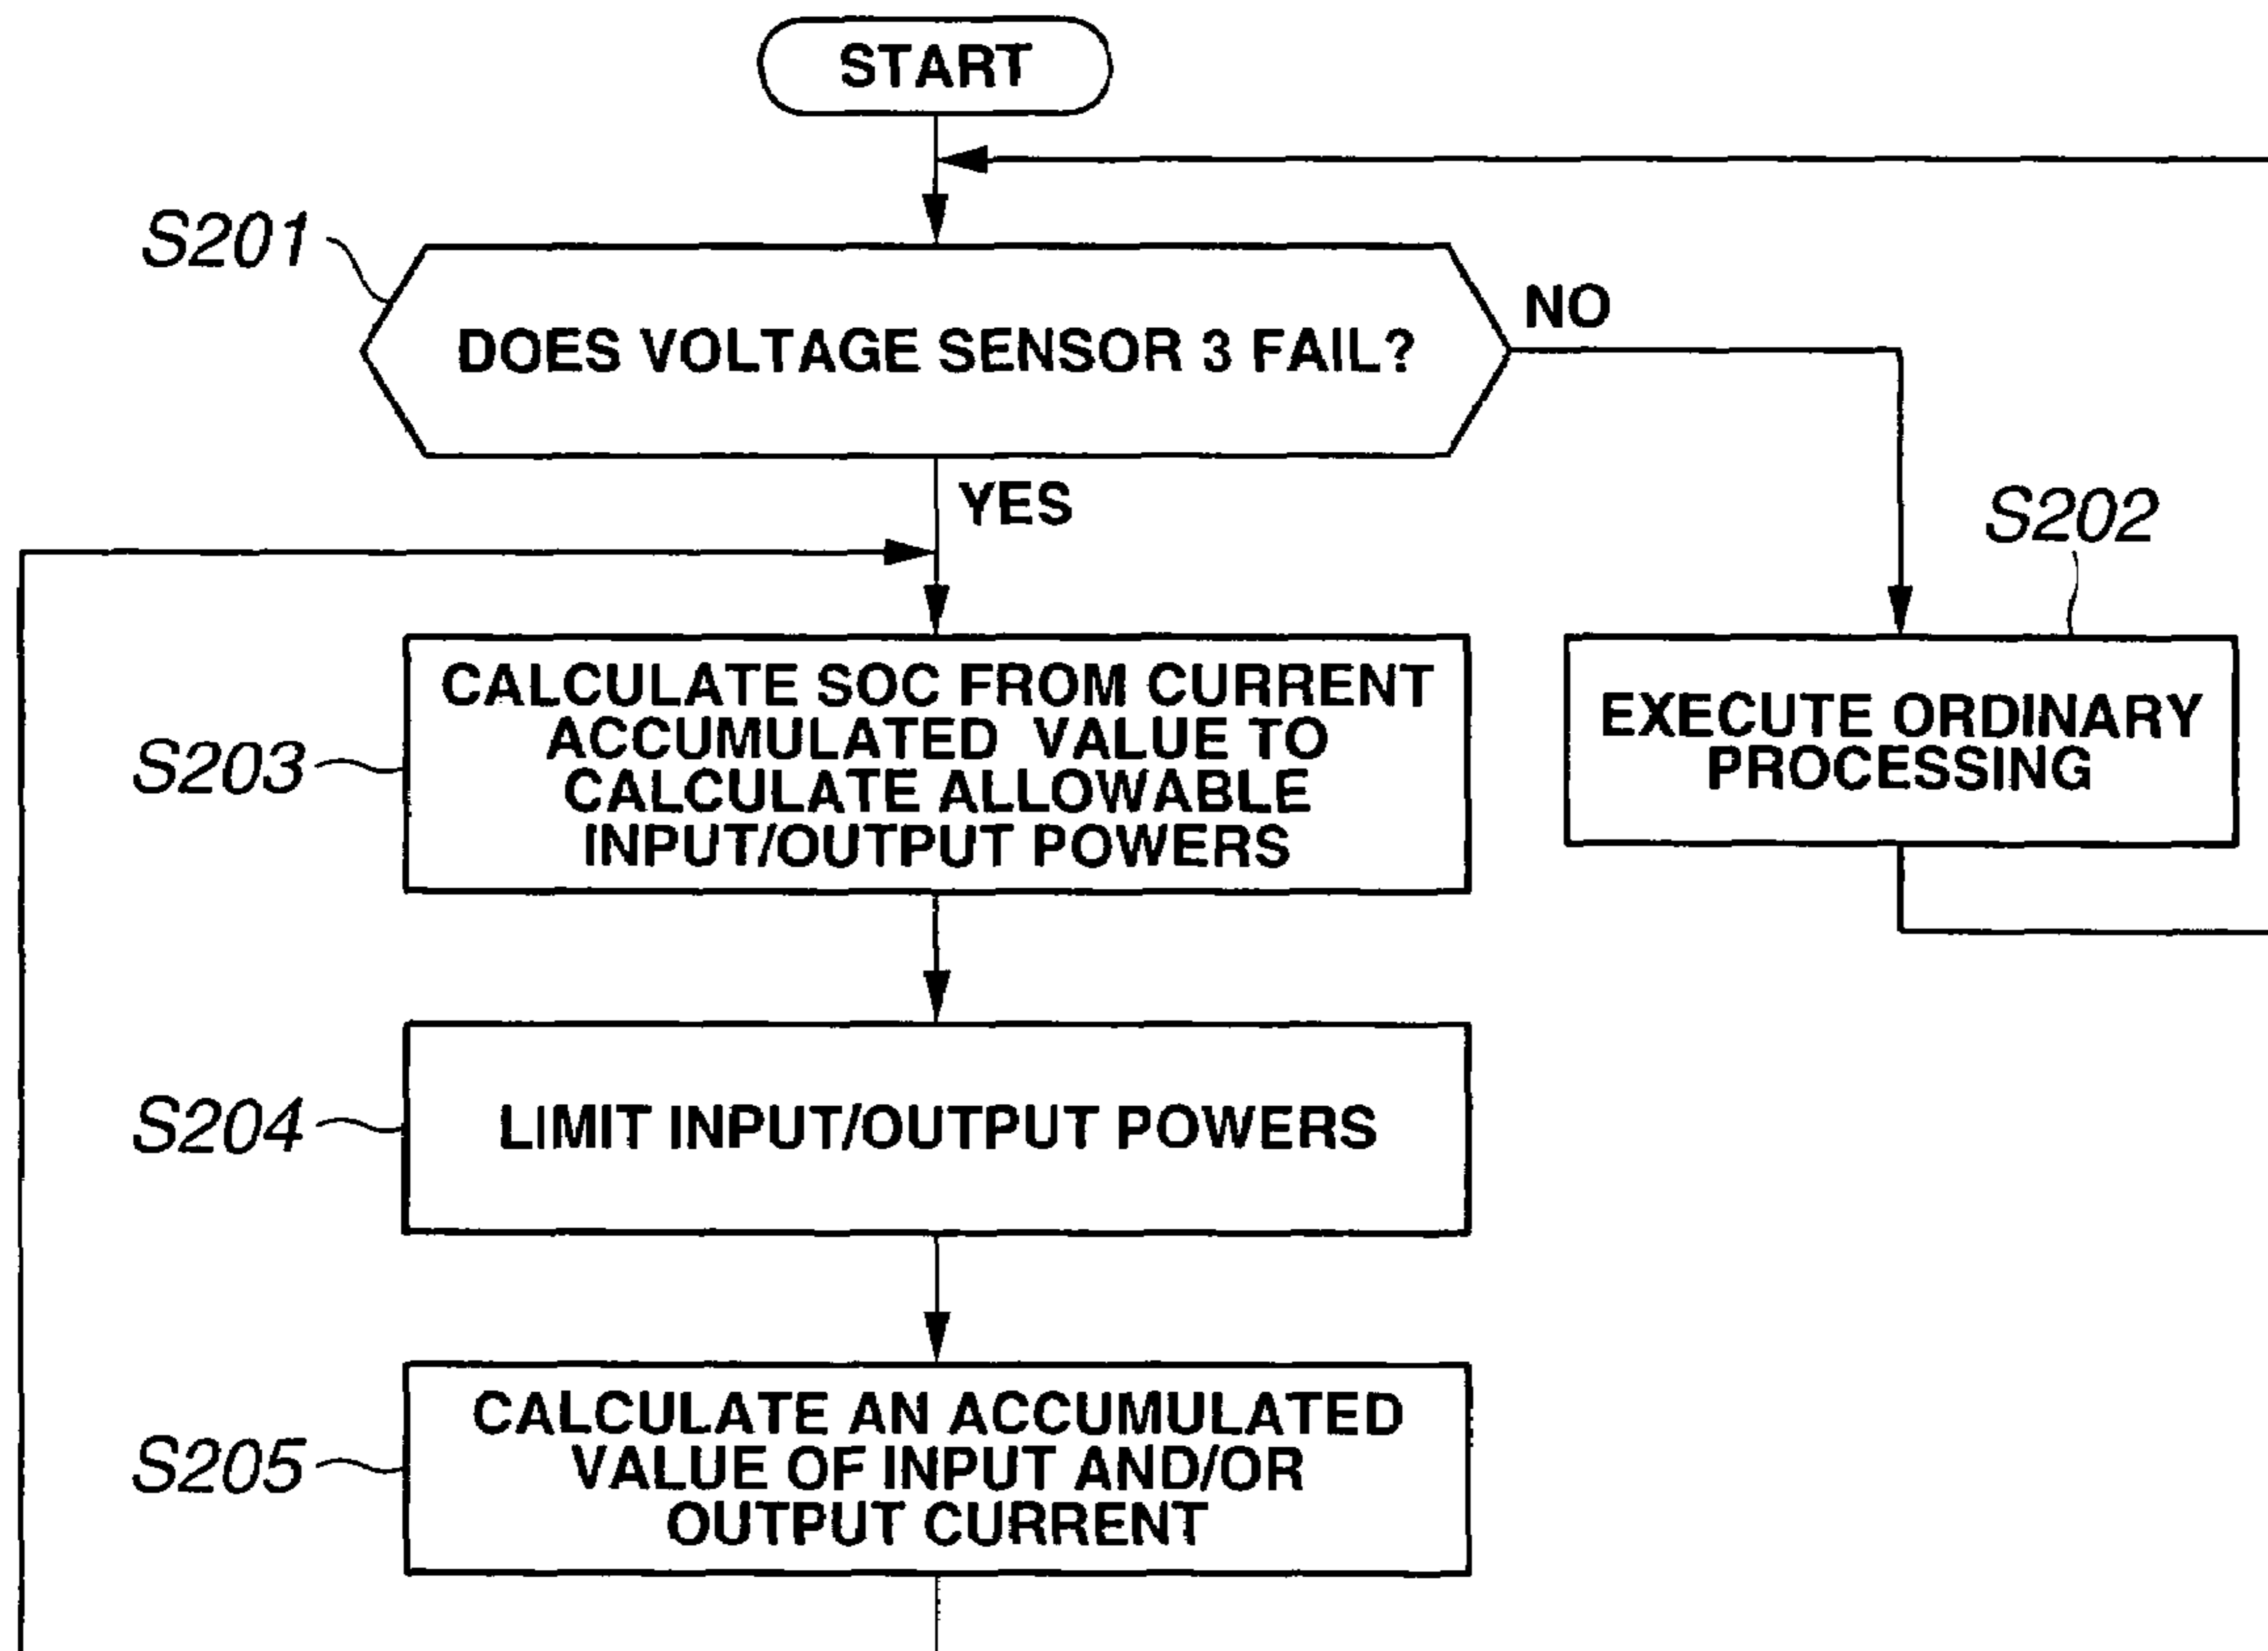 START
S201
DOES VOLTAGE SENSOR 3 FAIL?
NO
YES
S202
S203
CALCULATE SOC FROM CURRENT
ACCUMULATED VALUE TO
CALCULATE ALLOWABLE
INPUT/OUTPUT POWERS
EXECUTE ORDINARY
PROCESSING
S204
LIMIT INPUT/OUTPUT POWERS
S205
CALCULATE AN ACCUMULATED
VALUE OF INPUT AND/OR
OUTPUT CURRENT